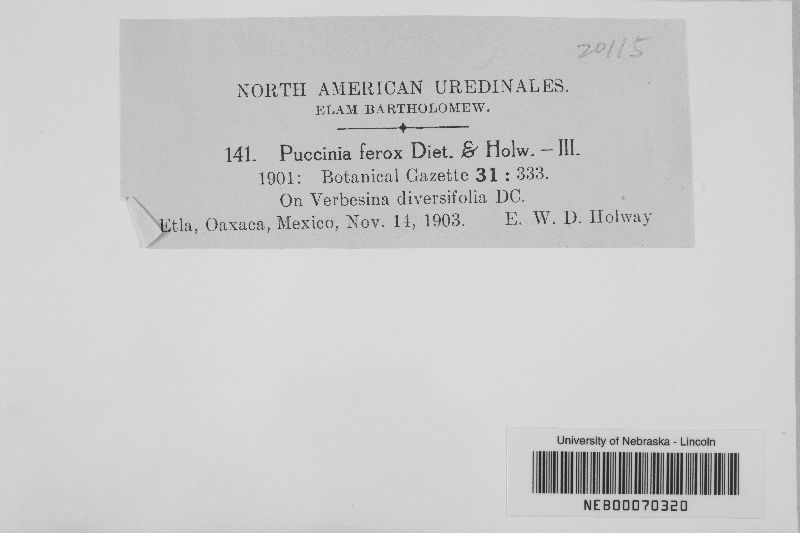 20115
NORTH AMERICAN UREDINALES.
ELAM BARTHOLOMEW.
141. Puccinia ferox Diet. & Holw. – III.
1901: Botanical Gazette 31 : 333.
On Verbesina diversifolia DC.
Etla, Oaxaca, Mexico, Nov. 14, 1903. E. W. D. Holway
University of Nebraska - Lincoln
NEB00070320